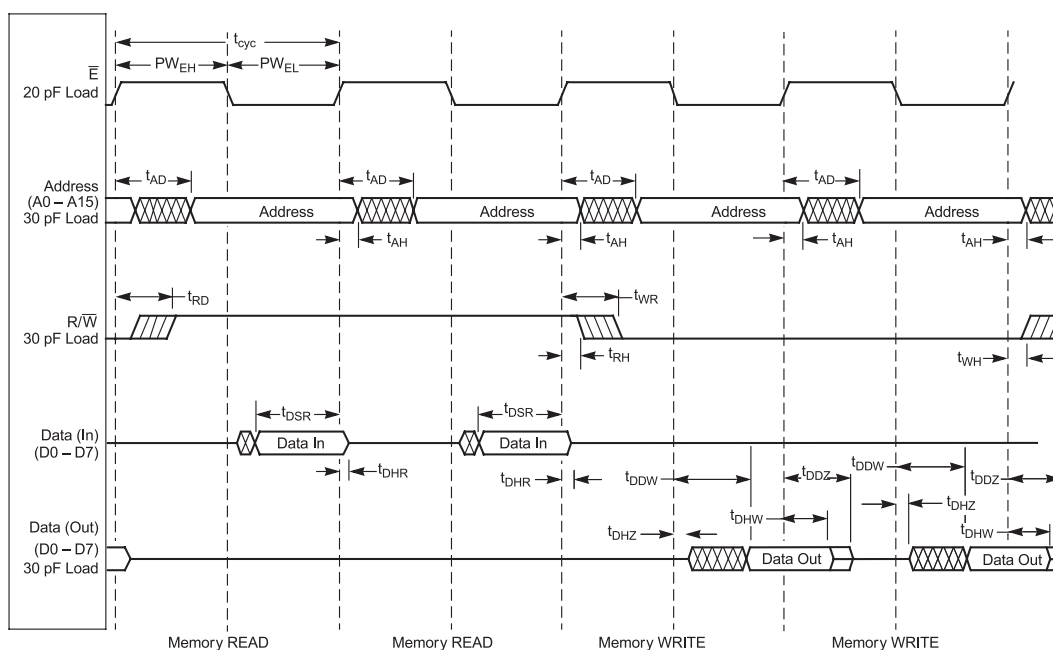 t_cyc
PW_EH PW_EL
E̅
20 pF Load
t_AD t_AD t_AD t_AD
Address
(A0 – A15)
30 pF Load
Address Address Address Address
t_AH t_AH t_AH t_AH
t_RD t_WR
R/W̅
30 pF Load
t_RH t_WH
t_DSR t_DSR
Data (In)
(D0 – D7)
Data In Data In
t_DHR t_DHR t_DDW t_DDZ t_DDW t_DDZ
t_DHZ t_DHW t_DHZ t_DHW
Data (Out)
(D0 – D7)
30 pF Load
Data Out Data Out
Memory READ Memory READ Memory WRITE Memory WRITE